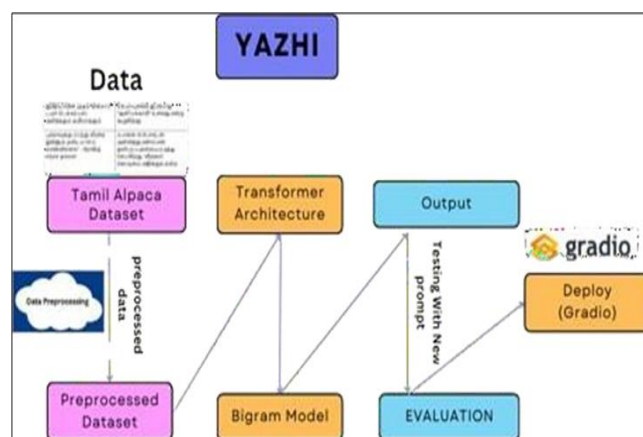 YAZHI
Data
Tamil Alpaca
Dataset
Transformer
Architecture
Output
gradio
Data Preprocessing
preprocessed
data
Testing With New
prompt
Deploy
(Gradio)
Preprocessed
Dataset
Bigram Model
EVALUATION